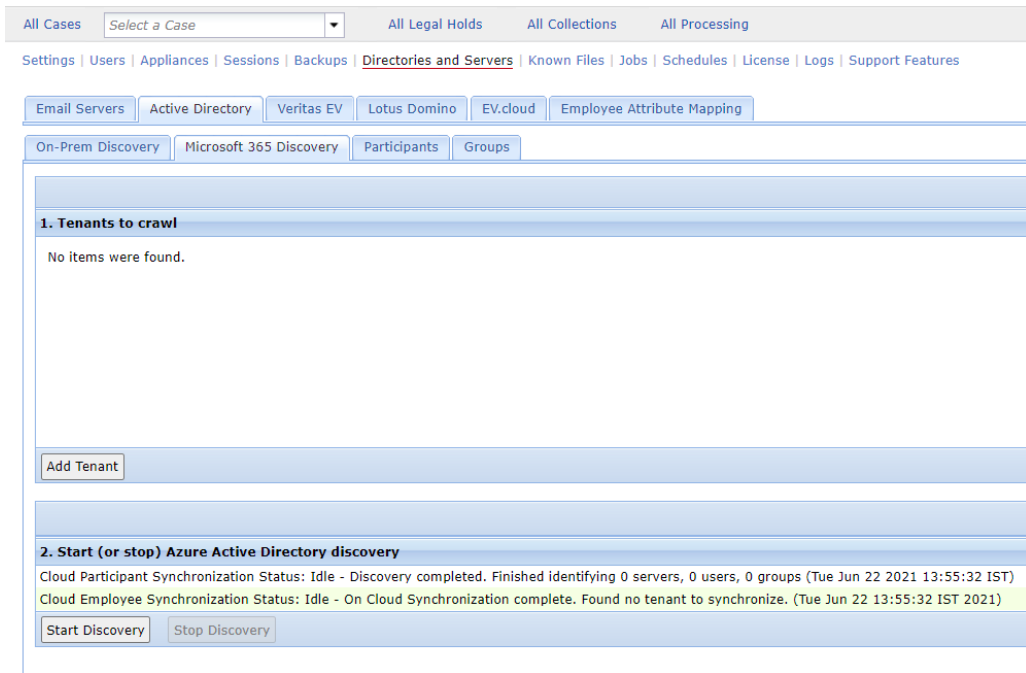 All Cases Select a Case All Legal Holds All Collections All Processing
Settings | Users | Appliances | Sessions | Backups | Directories and Servers | Known Files | Jobs | Schedules | License | Logs | Support Features
Email Servers Active Directory Veritas EV Lotus Domino EV.cloud Employee Attribute Mapping
On-Prem Discovery Microsoft 365 Discovery Participants Groups
1. Tenants to crawl
No items were found.
Add Tenant
2. Start (or stop) Azure Active Directory discovery
Cloud Participant Synchronization Status: Idle - Discovery completed. Finished identifying 0 servers, 0 users, 0 groups (Tue Jun 22 2021 13:55:32 IST)
Cloud Employee Synchronization Status: Idle - On Cloud Synchronization complete. Found no tenant to synchronize. (Tue Jun 22 13:55:32 IST 2021)
Start Discovery Stop Discovery